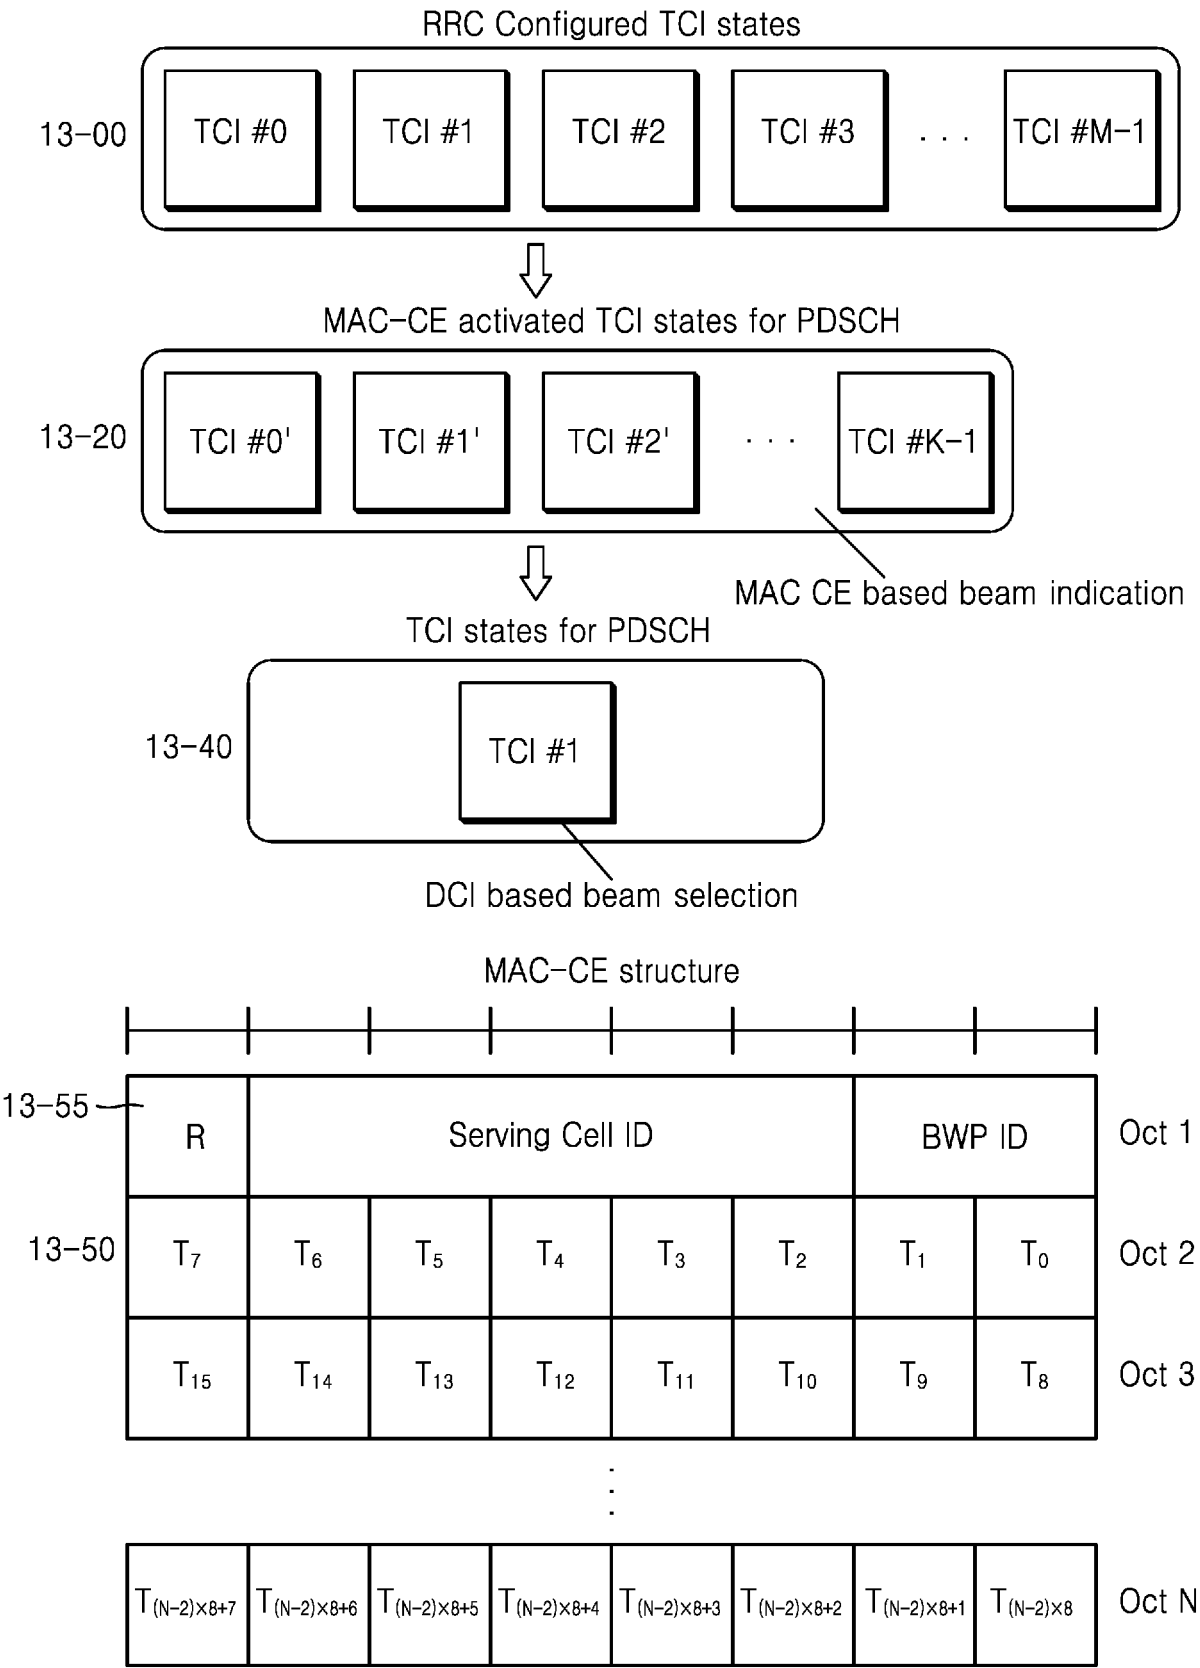 RRC Configured TCI states
13-00 TCI #0 TCI #1 TCI #2 TCI #3 . . . TCI #M-1
MAC-CE activated TCI states for PDSCH
13-20 TCI #0' TCI #1' TCI #2' . . . TCI #K-1
MAC CE based beam indication
TCI states for PDSCH
13-40 TCI #1
DCI based beam selection
MAC-CE structure
13-55 R Serving Cell ID BWP ID Oct 1
13-50 T7 T6 T5 T4 T3 T2 T1 T0 Oct 2
T15 T14 T13 T12 T11 T10 T9 T8 Oct 3
T(N-2)×8+7 T(N-2)×8+6 T(N-2)×8+5 T(N-2)×8+4 T(N-2)×8+3 T(N-2)×8+2 T(N-2)×8+1 T(N-2)×8 Oct N